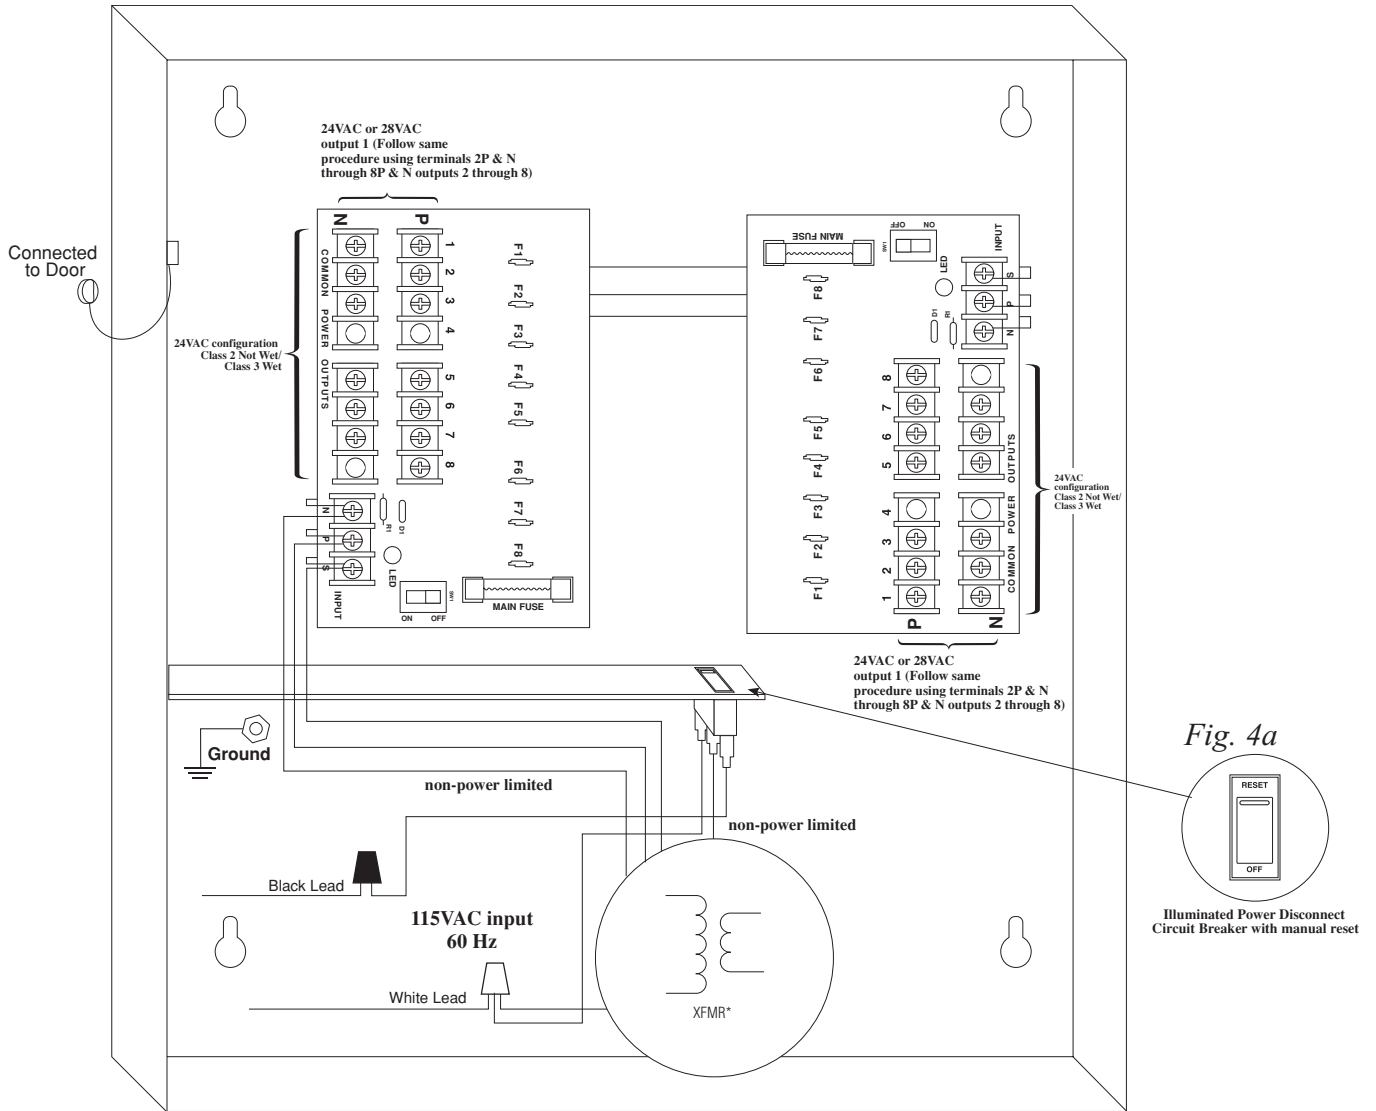 24VAC or 28VAC
output 1 (Follow same
procedure using terminals 2P & N
through 8P & N outputs 2 through 8)
Connected
to Door
24VAC configuration
Class 2 Not Wet/
Class 3 Wet
N
P
COMMON POWER OUTPUTS
1
2
3
4
5
6
7
8
F1
F2
F3
F4
F5
F6
F7
F8
N
P
S
INPUT
R1
D1
LED
SW1
ON OFF
MAIN FUSE
MAIN FUSE
OFF ON
SW1
LED
INPUT
S
P
N
D1
R1
F8
F7
F6
F5
F4
F3
F2
F1
8
7
6
5
4
3
2
1
COMMON POWER OUTPUTS
P
N
24VAC
configuration
Class 2 Not Wet/
Class 3 Wet
24VAC or 28VAC
output 1 (Follow same
procedure using terminals 2P & N
through 8P & N outputs 2 through 8)
Ground
non-power limited
non-power limited
Black Lead
115VAC input
60 Hz
White Lead
XFMR*
Fig. 4a
RESET
OFF
Illuminated Power Disconnect
Circuit Breaker with manual reset